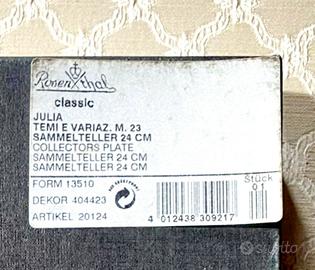 Rosenthal
classic
JULIA
TEMI E VARIAZ. M. 23
SAMMELTELLER 24 CM
COLLECTORS PLATE
SAMMELTELLER 24 CM
SAMMELTELLER 24 CM
FORM 13510
DEKOR 404423
ARTIKEL 20124
Stück
01
4 012438 309217
subito